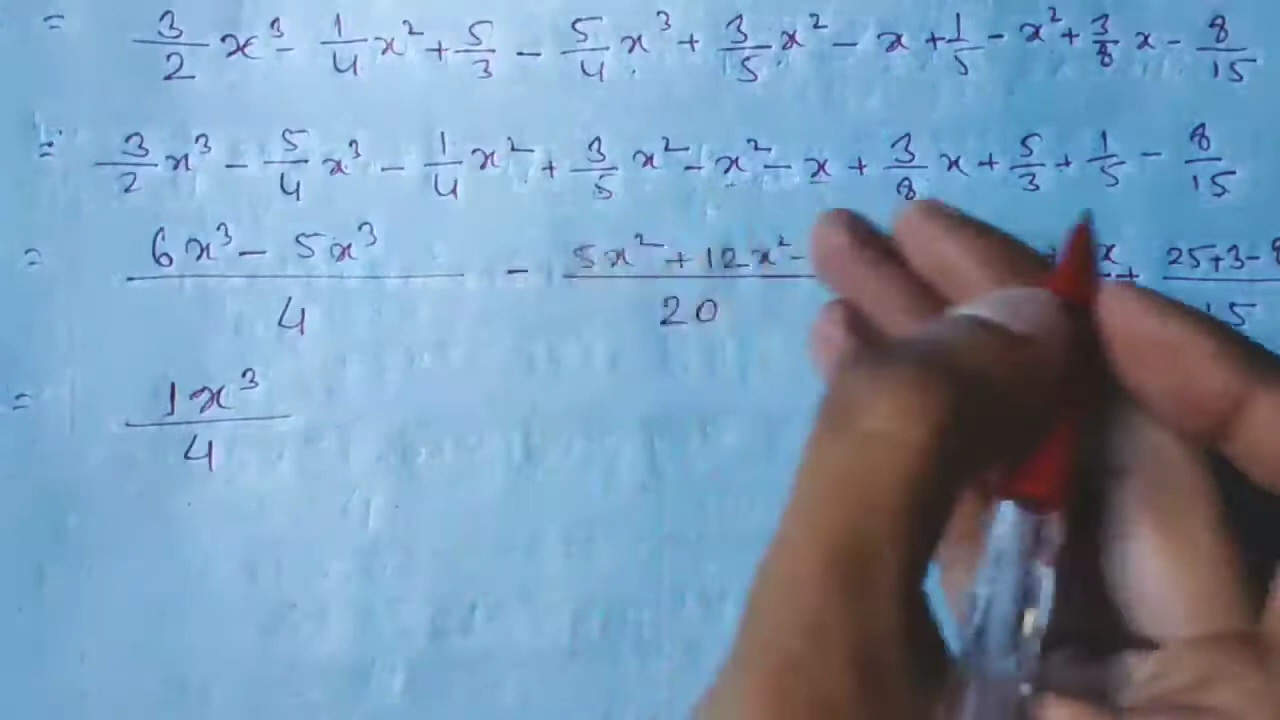 = 3/2 x³ - 1/4 x² + 5/3 - 5/4 x³ + 3/5 x² - x + 1/5 - x² + 3/8 x - 8/15
= 3/2 x³ - 5/4 x³ - 1/4 x² + 3/5 x² - x² - x + 3/8 x + 5/3 + 1/5 - 8/15
= 6x³ - 5x³ / 4 - 5x² + 12x² - / 20 + x + 25+3-8 / 15
= 1x³ / 4